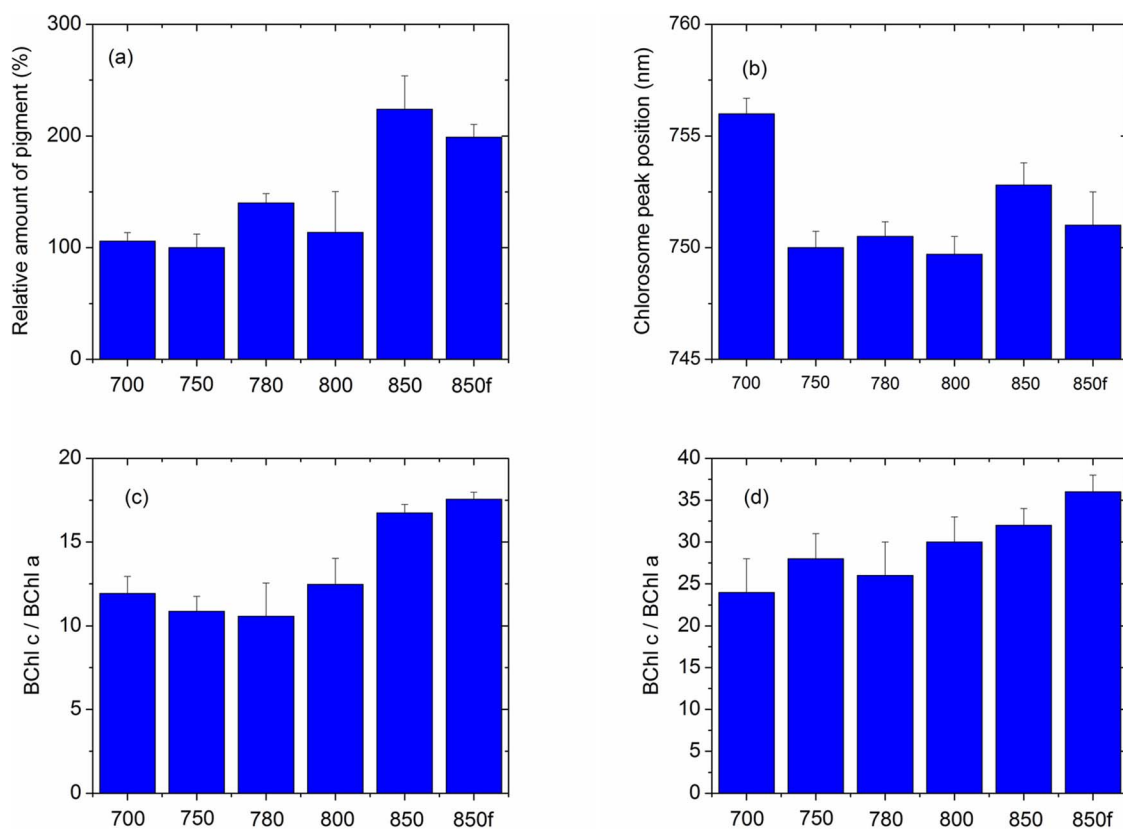 (a)
Relative amount of pigment (%)
300
200
100
0
700 750 780 800 850 850f
(b)
Chlorosome peak position (nm)
760
755
750
745
700 750 780 800 850 850f
(c)
BChl c / BChl a
20
15
10
5
0
700 750 780 800 850 850f
(d)
BChl c / BChl a
40
35
30
25
20
15
10
5
0
700 750 780 800 850 850f